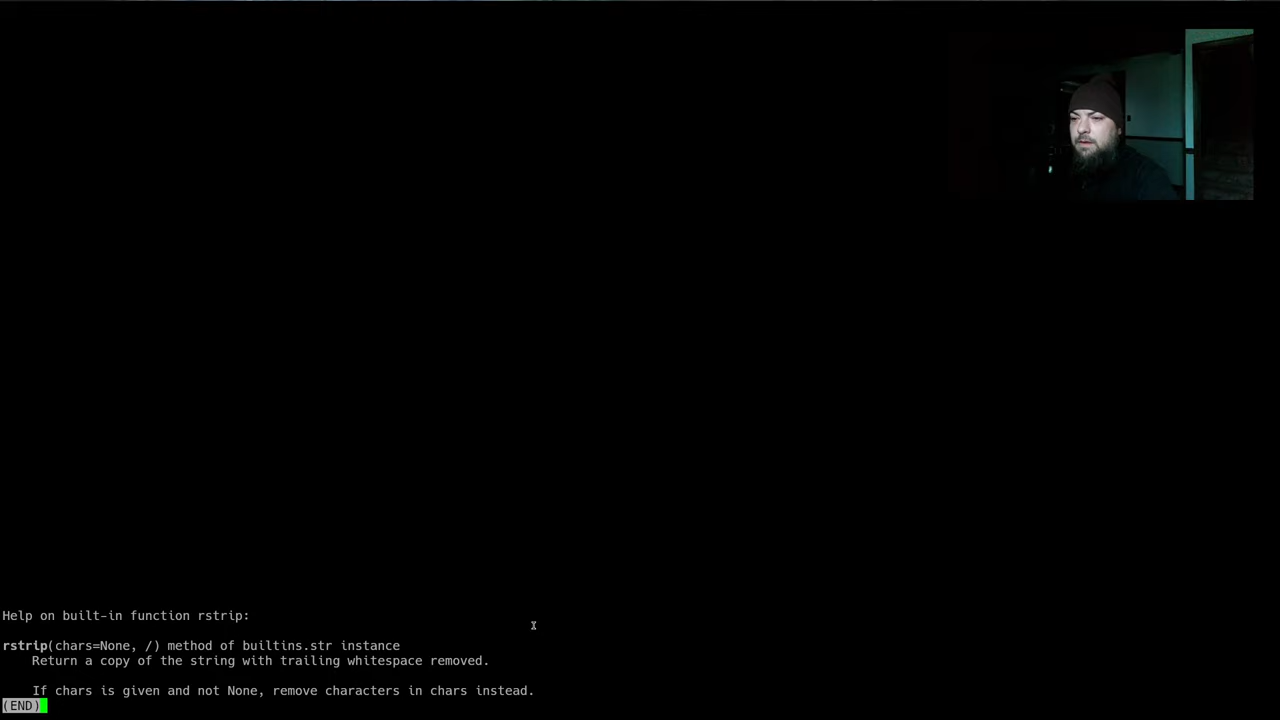 Help on built-in function rstrip:
rstrip(chars=None, /) method of builtins.str instance
Return a copy of the string with trailing whitespace removed.
If chars is given and not None, remove characters in chars instead.
(END)